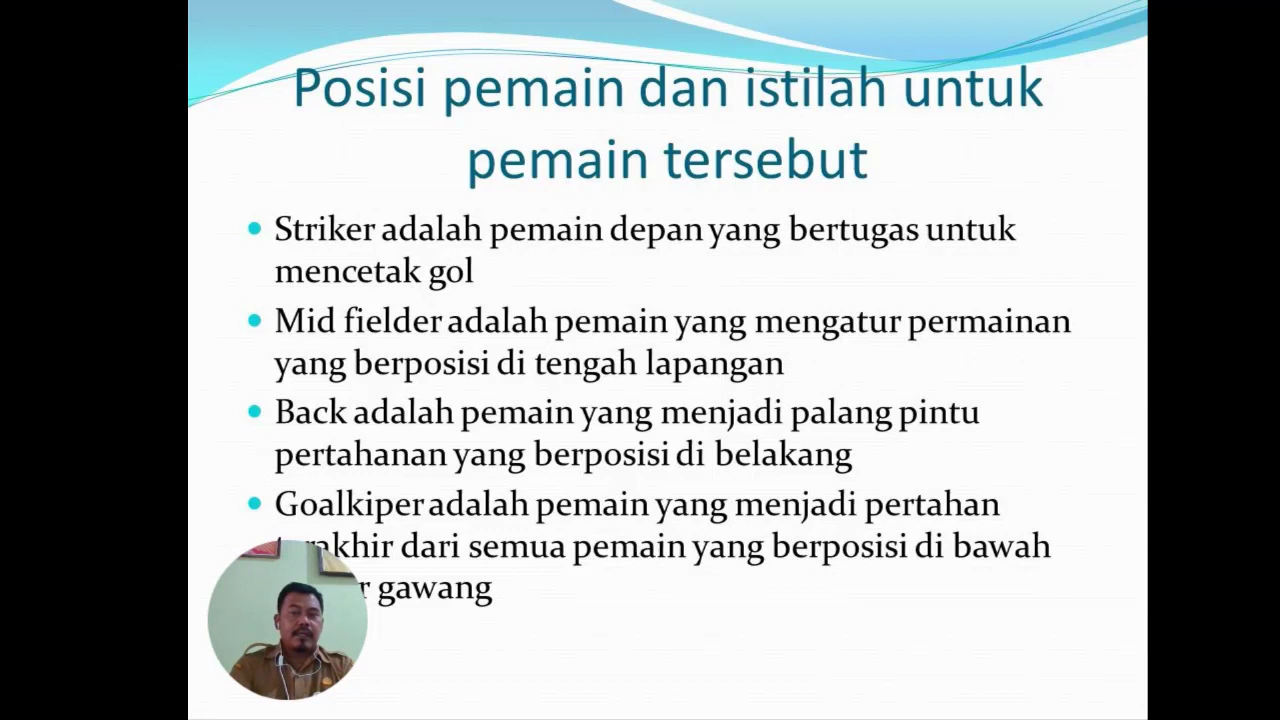 Posisi pemain dan istilah untuk
pemain tersebut
Striker adalah pemain depan yang bertugas untuk
mencetak gol
Mid fielder adalah pemain yang mengatur permainan
yang berposisi di tengah lapangan
Back adalah pemain yang menjadi palang pintu
pertahanan yang berposisi di belakang
Goalkiper adalah pemain yang menjadi pertahan
dari semua pemain yang berposisi di bawah
gawang